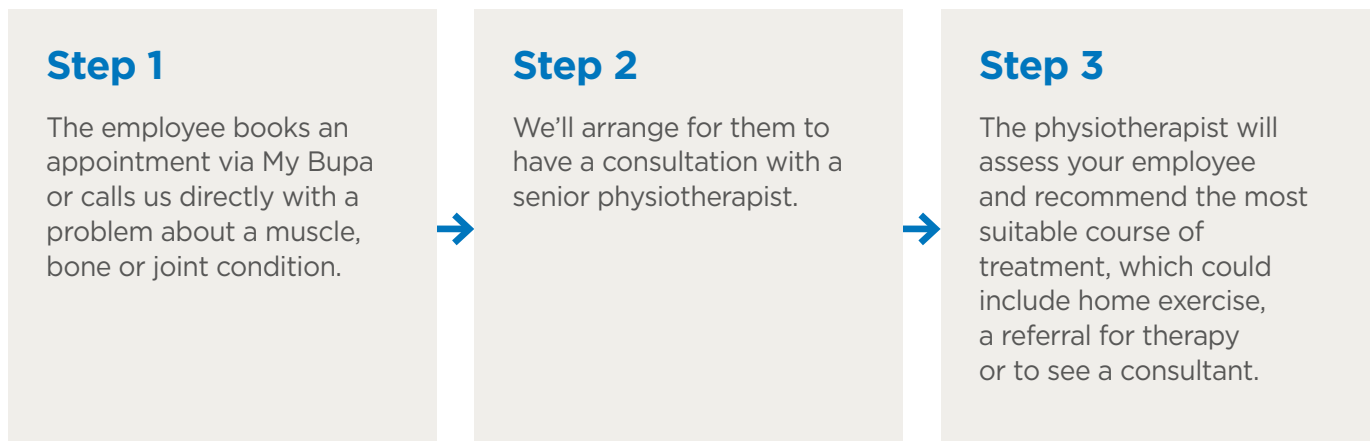 Step 1
The employee books an
appointment via My Bupa
or calls us directly with a
problem about a muscle,
bone or joint condition.
Step 2
We’ll arrange for them to
have a consultation with a
senior physiotherapist.
Step 3
The physiotherapist will
assess your employee
and recommend the most
suitable course of
treatment, which could
include home exercise,
a referral for therapy
or to see a consultant.